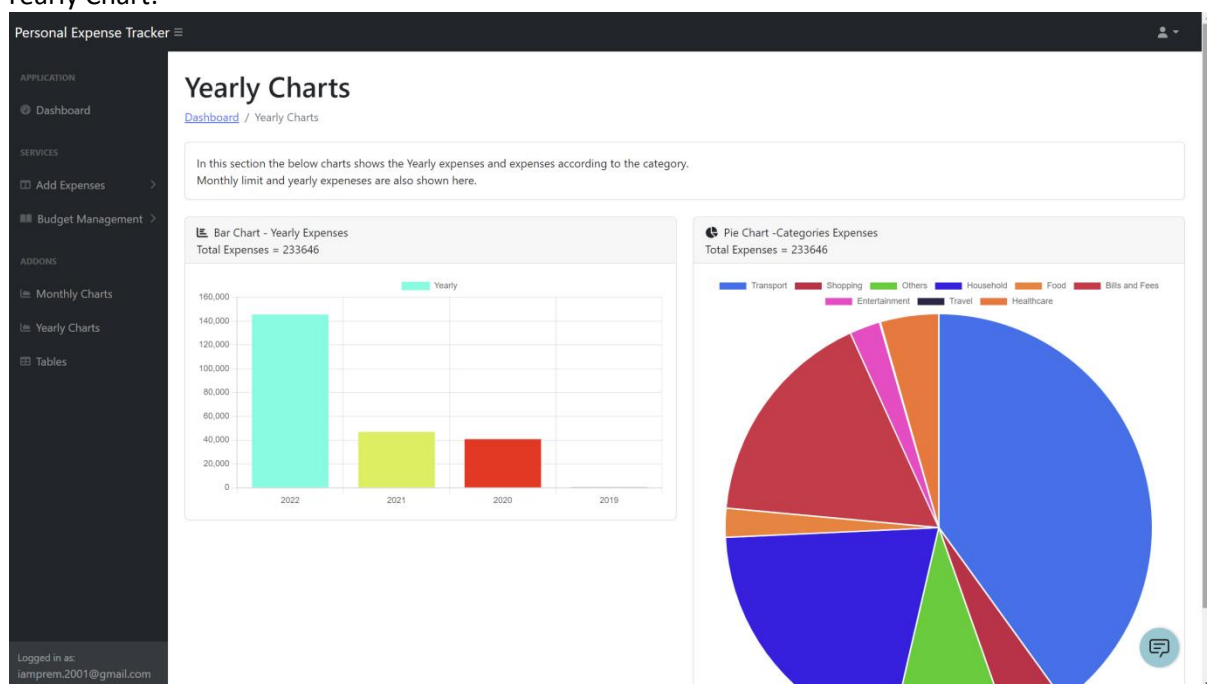 Yearly Chart:
Personal Expense Tracker
APPLICATION
Dashboard
SERVICES
Add Expenses
Budget Management
ADDONS
Monthly Charts
Yearly Charts
Tables
Logged in as:
iamprem.2001@gmail.com
Yearly Charts
Dashboard / Yearly Charts
In this section the below charts shows the Yearly expenses and expenses according to the category.
Monthly limit and yearly expeneses are also shown here.
Bar Chart - Yearly Expenses
Total Expenses = 233646
Yearly
160,000
140,000
120,000
100,000
80,000
60,000
40,000
20,000
0
2022 2021 2020 2019
Pie Chart -Categories Expenses
Total Expenses = 233646
Transport Shopping Others Household Food Bills and Fees
Entertainment Travel Healthcare